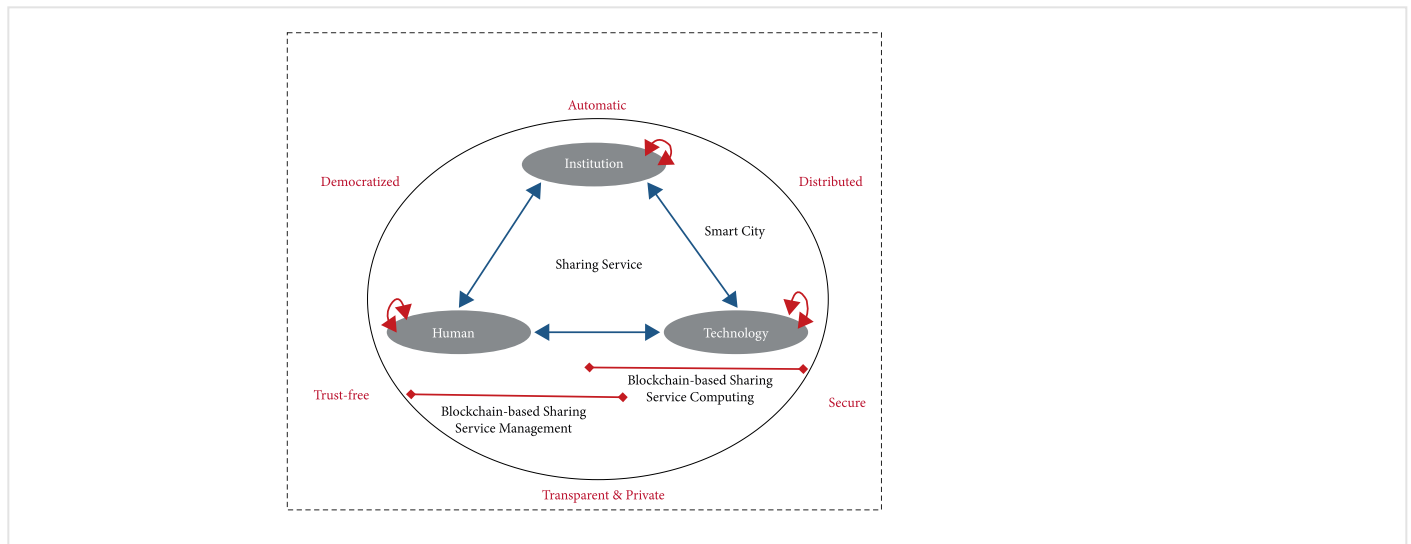 Automatic
Institution
Democratized
Distributed
Smart City
Sharing Service
Human
Technology
Blockchain-based Sharing
Service Computing
Trust-free
Secure
Blockchain-based Sharing
Service Management
Transparent & Private